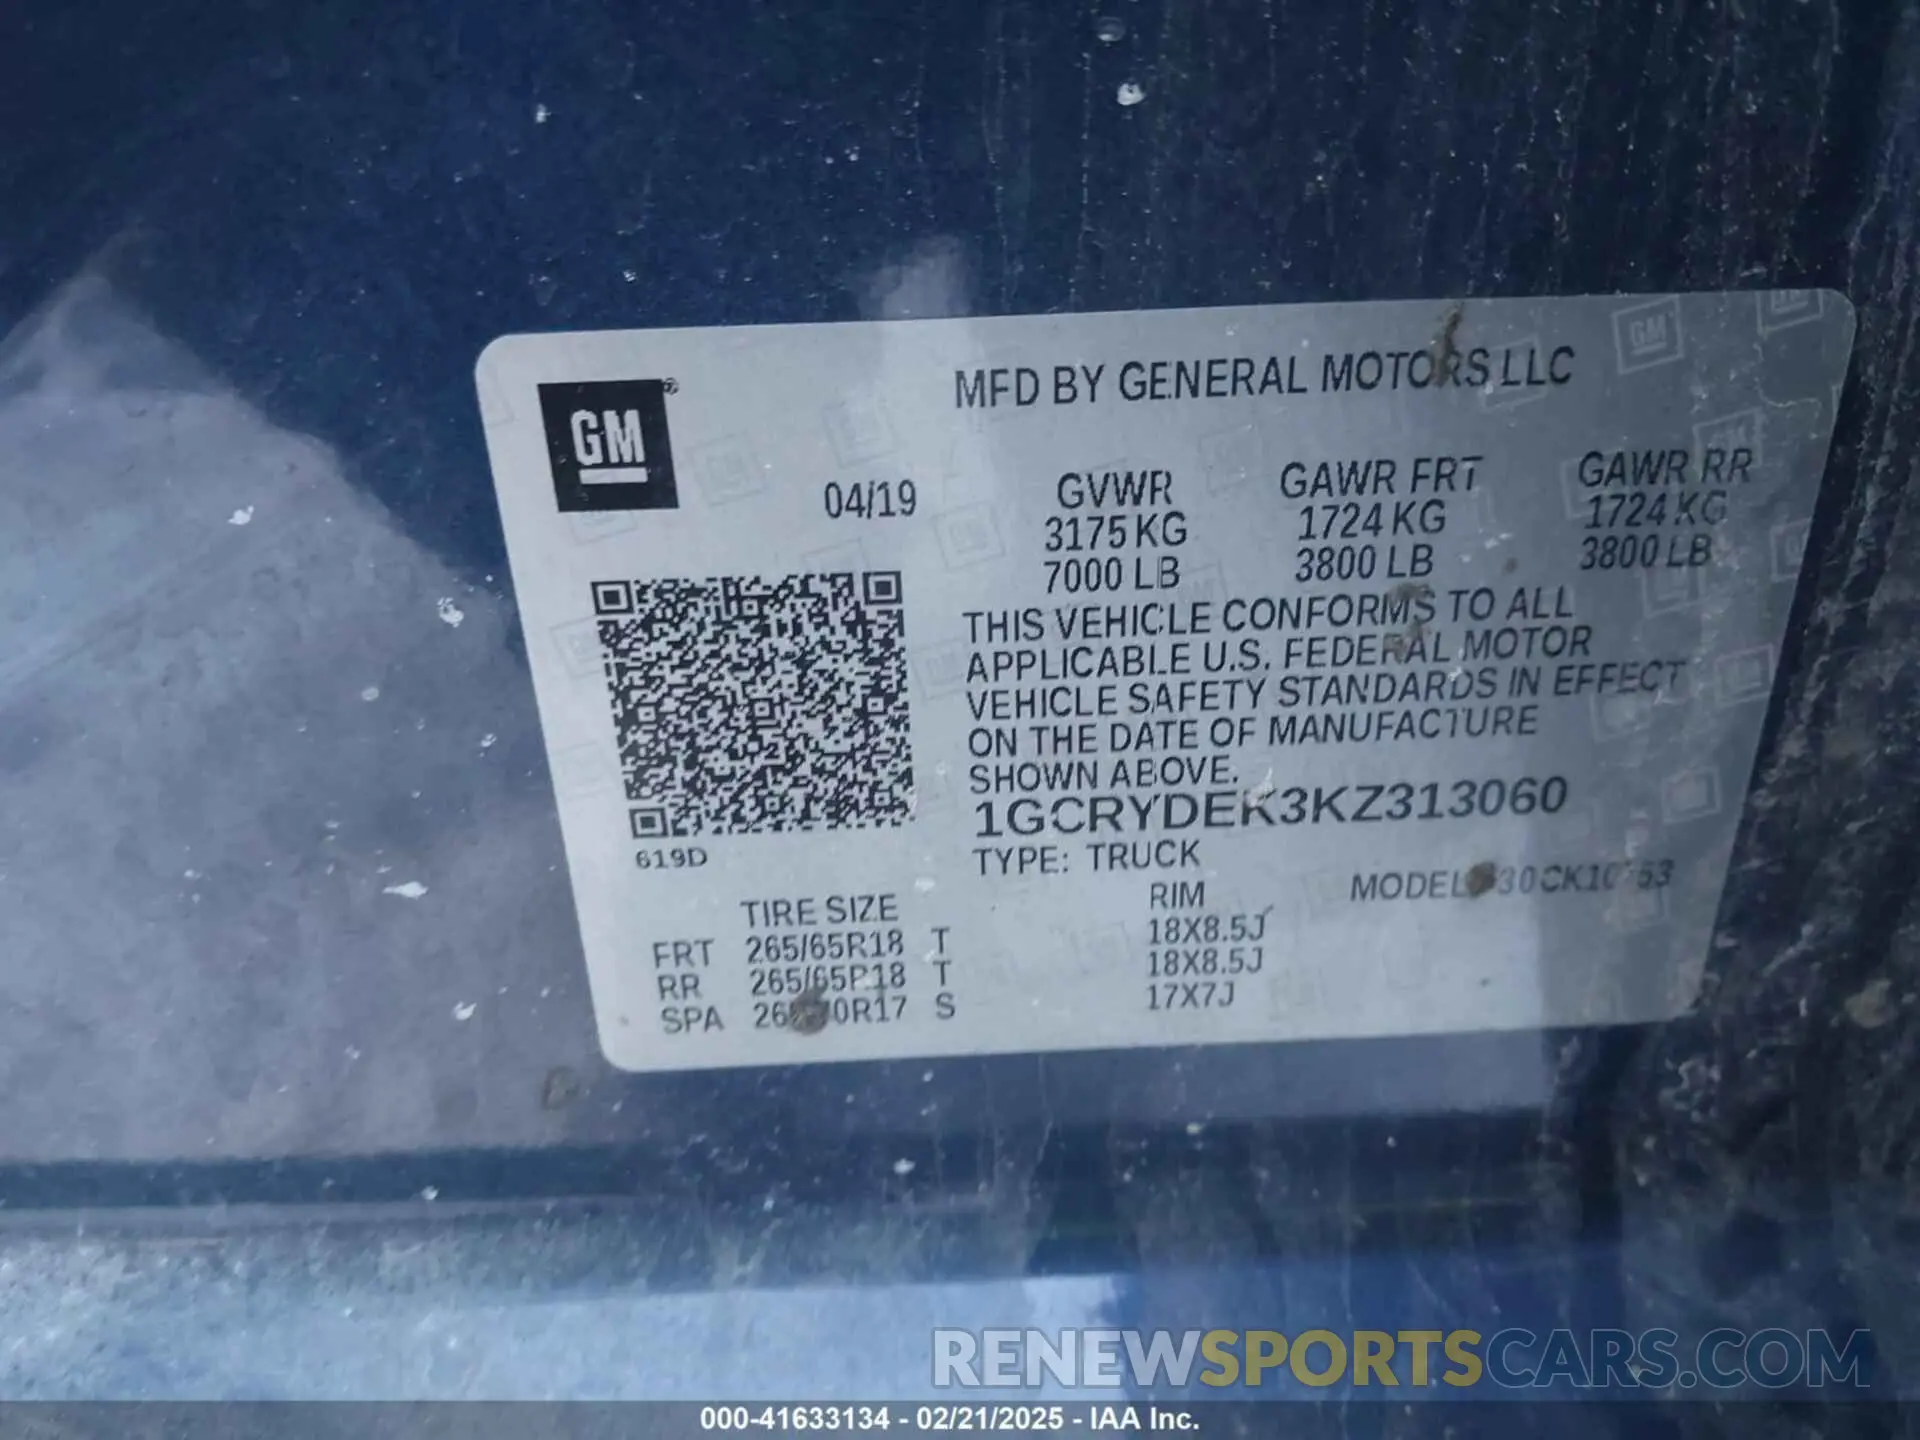 GM®
MFD BY GENERAL MOTORS LLC
04/19
GVWR GAWR FRT GAWR RR
3175 KG 1724 KG 1724 KG
7000 LB 3800 LB 3800 LB
THIS VEHICLE CONFORMS TO ALL
APPLICABLE U.S. FEDERAL MOTOR
VEHICLE SAFETY STANDARDS IN EFFECT
ON THE DATE OF MANUFACTURE
SHOWN ABOVE.
1GCRYDEK3KZ313060
619D
TYPE: TRUCK
MODEL
TIRE SIZE RIM
FRT 265/65R18 T 18X8.5J
RR 265/65R18 T 18X8.5J
SPA S 17X7J
RENEWSPORTSCARS.COM
000-41633134 - 02/21/2025 - IAA Inc.